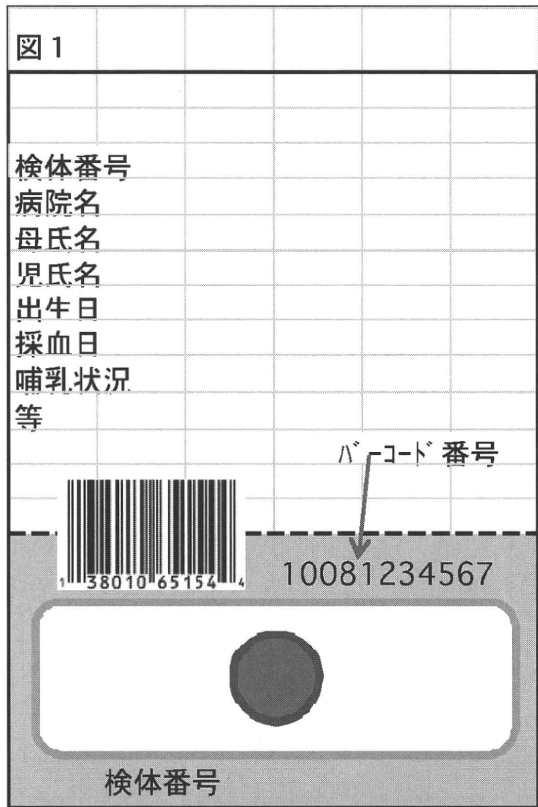 図1
検体番号
病院名
母氏名
児氏名
出生日
採血日
哺乳状況
等
ﾊﾞｰｺｰﾄﾞ番号
1 38010 65154 4
10081234567
検体番号